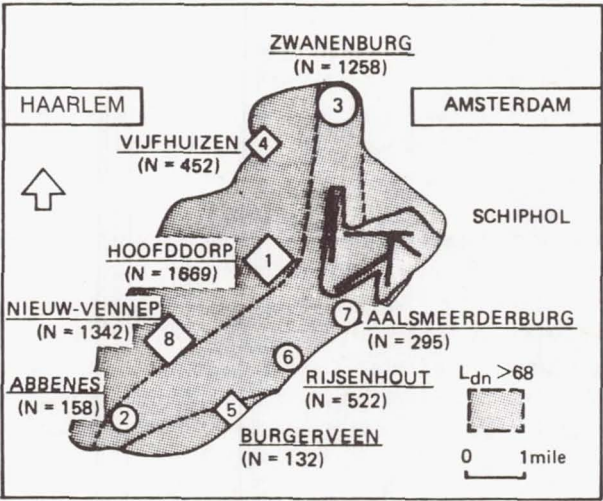 ZWANENBURG
(N = 1258)
3
HAARLEM
AMSTERDAM
VIJFHUIZEN
(N = 452)
4
SCHIPHOL
HOOFDDORP
(N = 1669)
1
NIEUW-VENNEP
(N = 1342)
8
7
AALSMEERDERBURG
(N = 295)
6
RIJSENHOUT
(N = 522)
ABBENES
(N = 158)
2
5
BURGERVEEN
(N = 132)
Ldn >68
0 1mile